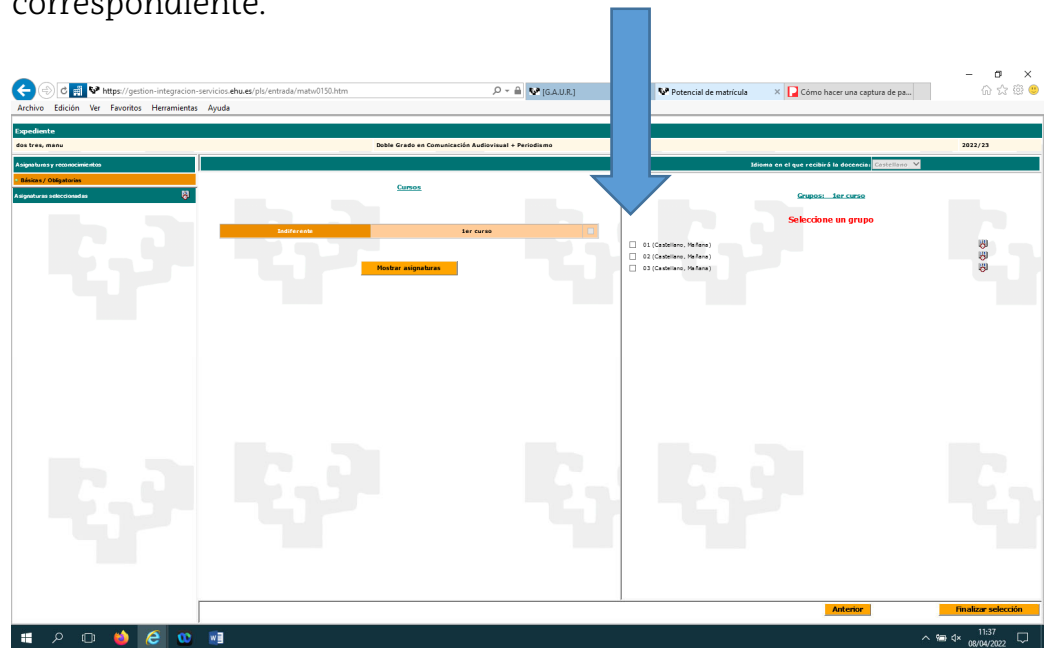 correspondiente.
https://gestion-integracion-servicios.ehu.es/pls/entrada/matw0150.htm
[G.A.U.R.]
Potencial de matrícula
Cómo hacer una captura de pa...
Archivo Edición Ver Favoritos Herramientas Ayuda
Expediente
dos tres, manu
Doble Grado en Comunicación Audiovisual + Periodismo
2022/23
Asignaturas y reconocimientos
Idioma en el que recibirá la docencia: Castellano
- Básicas / Obligatorias
Asignaturas seleccionadas
Cursos
Grupos: 1er curso
Seleccione un grupo
Indiferente 1er curso
01 (Castellano, Mañana)
02 (Castellano, Mañana)
03 (Castellano, Mañana)
Mostrar asignaturas
Anterior
Finalizar selección
11:37
08/04/2022